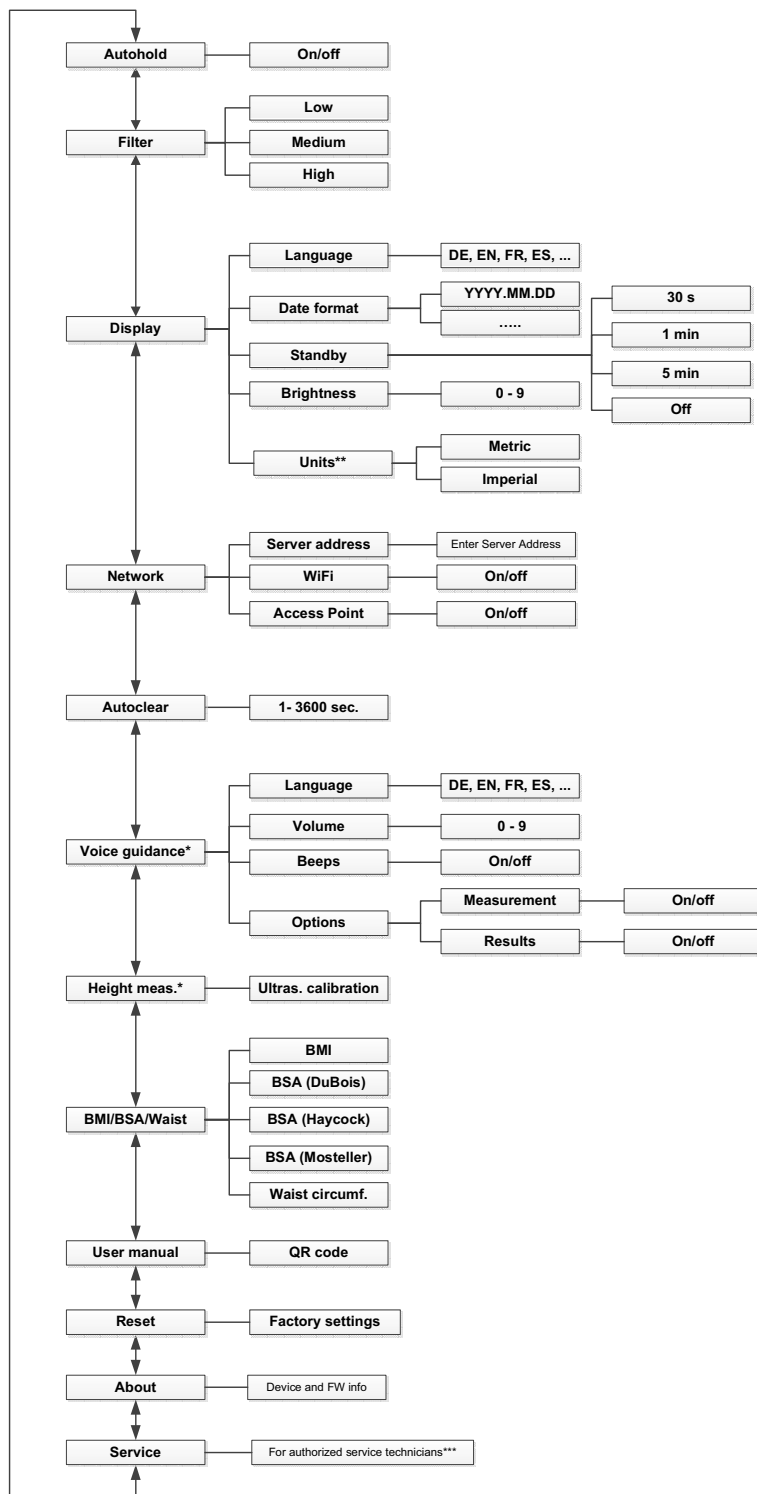 Autohold
On/off
Filter
Low
Medium
High
Display
Language
DE, EN, FR, ES, ...
Date format
YYYY.MM.DD
.....
Standby
30 s
1 min
5 min
Off
Brightness
0 - 9
Units**
Metric
Imperial
Network
Server address
Enter Server Address
WiFi
On/off
Access Point
On/off
Autoclear
1- 3600 sec.
Voice guidance*
Language
DE, EN, FR, ES, ...
Volume
0 - 9
Beeps
On/off
Options
Measurement
On/off
Results
On/off
Height meas.*
Ultras. calibration
BMI/BSA/Waist
BMI
BSA (DuBois)
BSA (Haycock)
BSA (Mosteller)
Waist circumf.
User manual
QR code
Reset
Factory settings
About
Device and FW info
Service
For authorized service technicians***